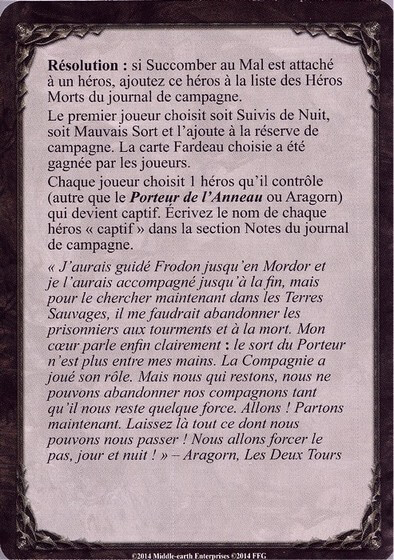 Résolution : si Succomber au Mal est attaché
à un héros, ajoutez ce héros à la liste des Héros
Morts du journal de campagne.
Le premier joueur choisit soit Suivis de Nuit,
soit Mauvais Sort et l'ajoute à la réserve de
campagne. La carte Fardeau choisie a été
gagnée par les joueurs.
Chaque joueur choisit 1 héros qu'il contrôle
(autre que le Porteur de l'Anneau ou Aragorn)
qui devient captif. Écrivez le nom de chaque
héros « captif » dans la section Notes du journal
de campagne.
« J'aurais guidé Frodon jusqu'en Mordor et
je l'aurais accompagné jusqu'à la fin, mais
pour le chercher maintenant dans les Terres
Sauvages, il me faudrait abandonner les
prisonniers aux tourments et à la mort. Mon
cœur parle enfin clairement : le sort du Porteur
n'est plus entre mes mains. La Compagnie a
joué son rôle. Mais nous qui restons, nous ne
pouvons abandonner nos compagnons tant
qu'il nous reste quelque force. Allons ! Partons
maintenant. Laissez là tout ce dont nous
pouvons nous passer ! Nous allons forcer le
pas, jour et nuit ! » – Aragorn, Les Deux Tours
©2014 Middle-earth Enterprises ©2014 FFG